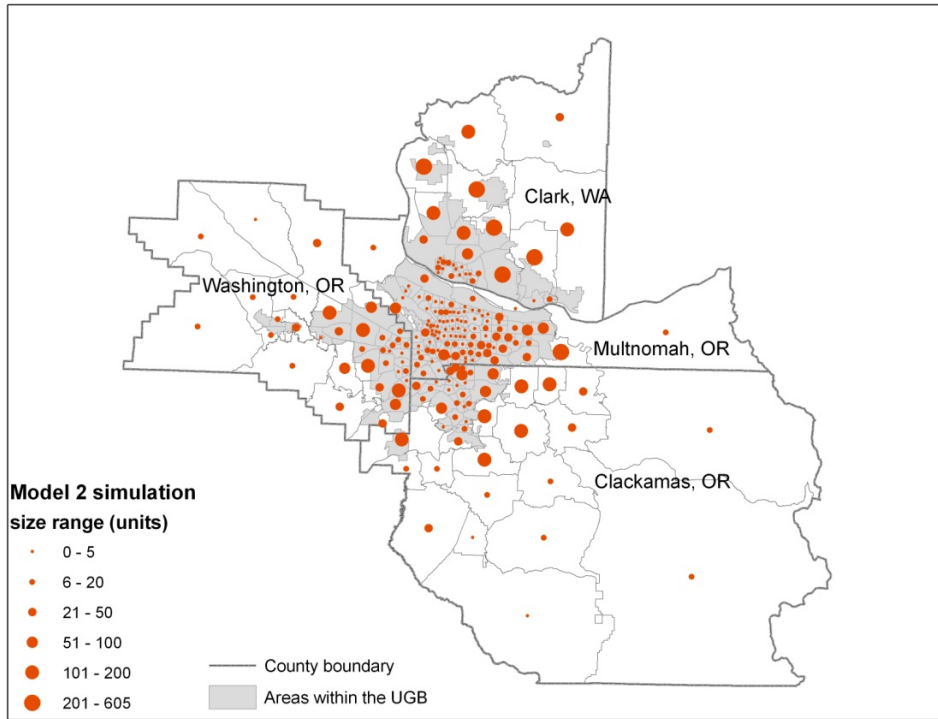 Clark, WA
Washington, OR
Multnomah, OR
Clackamas, OR
Model 2 simulation
size range (units)
0 - 5
6 - 20
21 - 50
51 - 100
101 - 200
201 - 605
County boundary
Areas within the UGB